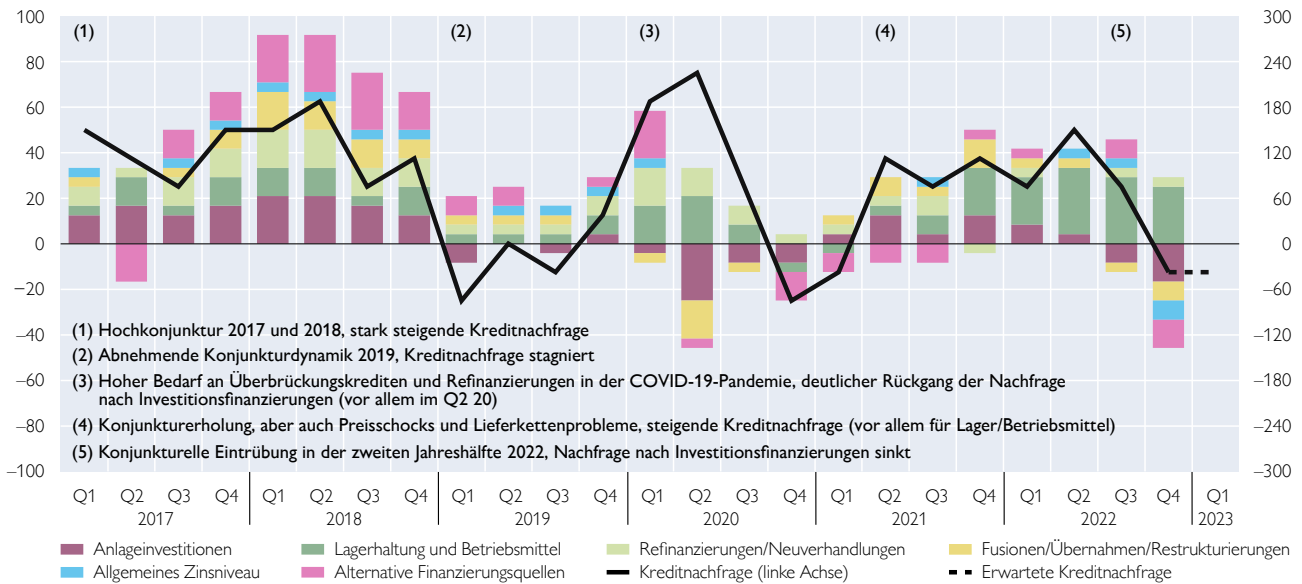 100 (1) (2) (3) (4) (5) 300
80 240
60 180
40 120
20 60
0 0
–20 –60
–40 –120
–60 –180
–80 –240
–100 –300
(1) Hochkonjunktur 2017 und 2018, stark steigende Kreditnachfrage
(2) Abnehmende Konjunkturdynamik 2019, Kreditnachfrage stagniert
(3) Hoher Bedarf an Überbrückungskrediten und Refinanzierungen in der COVID-19-Pandemie, deutlicher Rückgang der Nachfrage
nach Investitionsfinanzierungen (vor allem im Q2 20)
(4) Konjunkturerholung, aber auch Preisschocks und Lieferkettenprobleme, steigende Kreditnachfrage (vor allem für Lager/Betriebsmittel)
(5) Konjunkturelle Eintrübung in der zweiten Jahreshälfte 2022, Nachfrage nach Investitionsfinanzierungen sinkt
Q1 Q2 Q3 Q4 Q1 Q2 Q3 Q4 Q1 Q2 Q3 Q4 Q1 Q2 Q3 Q4 Q1 Q2 Q3 Q4 Q1 Q2 Q3 Q4 Q1
2017 2018 2019 2020 2021 2022 2023
Anlageinvestitionen Lagerhaltung und Betriebsmittel Refinanzierungen/Neuverhandlungen Fusionen/Übernahmen/Restrukturierungen
Allgemeines Zinsniveau Alternative Finanzierungsquellen Kreditnachfrage (linke Achse) Erwartete Kreditnachfrage